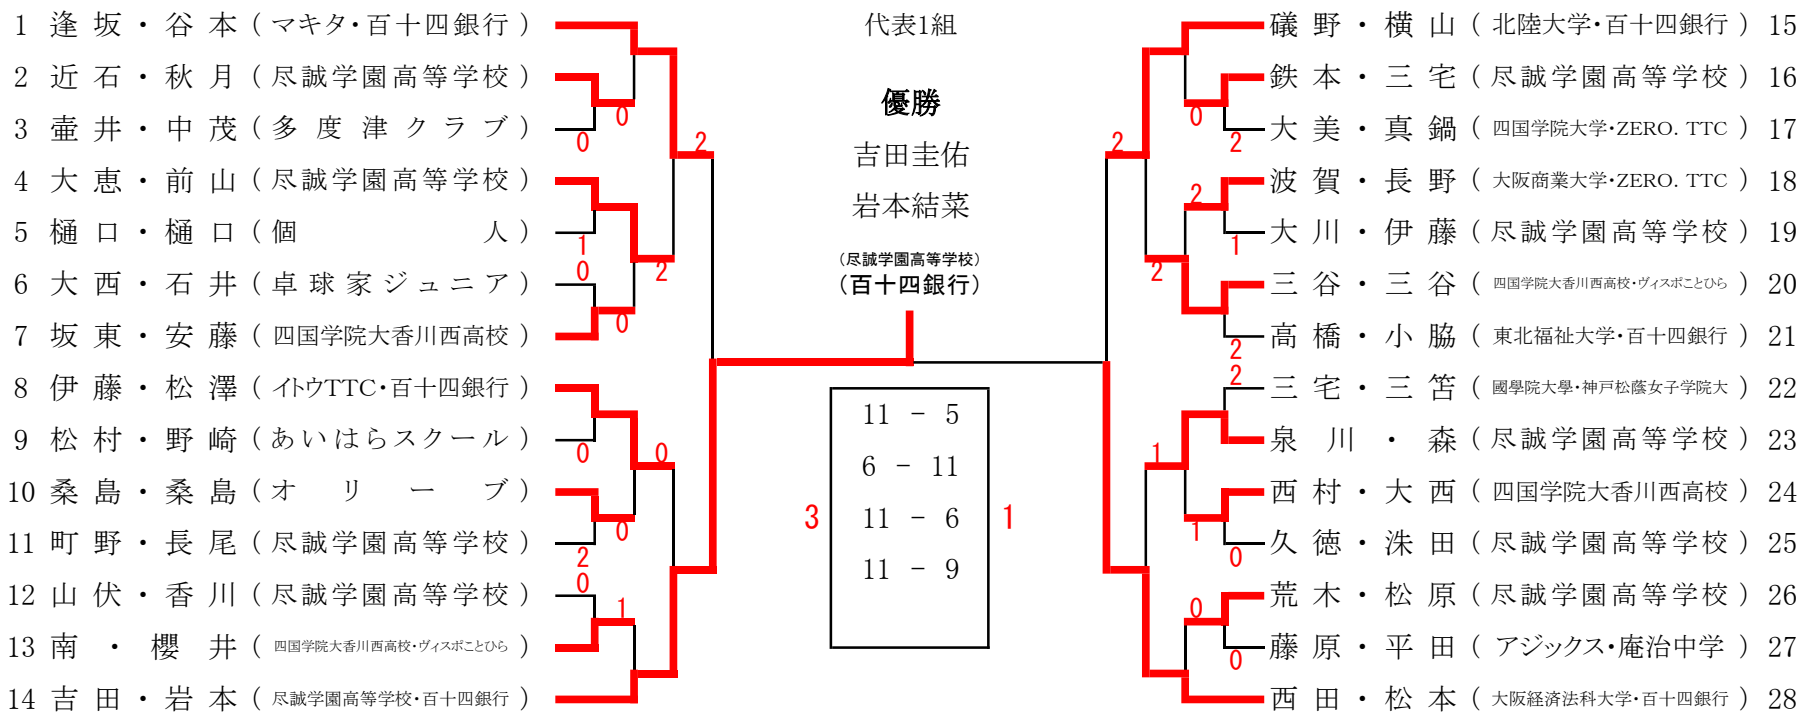 1 逢坂・谷本 (マキタ・百十四銀行)
2 近石・秋月 (尽誠学園高等学校)
0
3 壷井・中茂 (多度津クラブ)
0
2
4 大恵・前山 (尽誠学園高等学校)
5 樋口・樋口 (個人)
1
2
6 大西・石井 (卓球家ジュニア)
0
7 坂東・安藤 (四国学院大香川西高校)
0
8 伊藤・松澤 (イトウTTC・百十四銀行)
9 松村・野崎 (あいはらスクール)
0
0
10 桑島・桑島 (オリーブ)
0
11 町野・長尾 (尽誠学園高等学校)
2
12 山伏・香川 (尽誠学園高等学校)
0
1
13 南・櫻井 (四国学院大香川西高校・ヴィスポことひら)
14 吉田・岩本 (尽誠学園高等学校・百十四銀行)
代表1組
優勝
吉田圭佑
岩本結菜
(尽誠学園高等学校)
(百十四銀行)
11 - 5
6 - 11
3 11 - 6 1
11 - 9
礒野・横山 (北陸大学・百十四銀行) 15
鉄本・三宅 (尽誠学園高等学校) 16
0
大美・真鍋 (四国学院大学・ZERO. TTC) 17
2
2
波賀・長野 (大阪商業大学・ZERO. TTC) 18
2
大川・伊藤 (尽誠学園高等学校) 19
1
2
三谷・三谷 (四国学院大香川西高校・ヴィスポことひら) 20
高橋・小脇 (東北福祉大学・百十四銀行) 21
2
三宅・三笘 (國學院大學・神戸松蔭女子学院大) 22
2
泉川・森 (尽誠学園高等学校) 23
1
西村・大西 (四国学院大香川西高校) 24
1
久徳・洙田 (尽誠学園高等学校) 25
0
荒木・松原 (尽誠学園高等学校) 26
0
藤原・平田 (アジックス・庵治中学) 27
0
西田・松本 (大阪経済法科大学・百十四銀行) 28